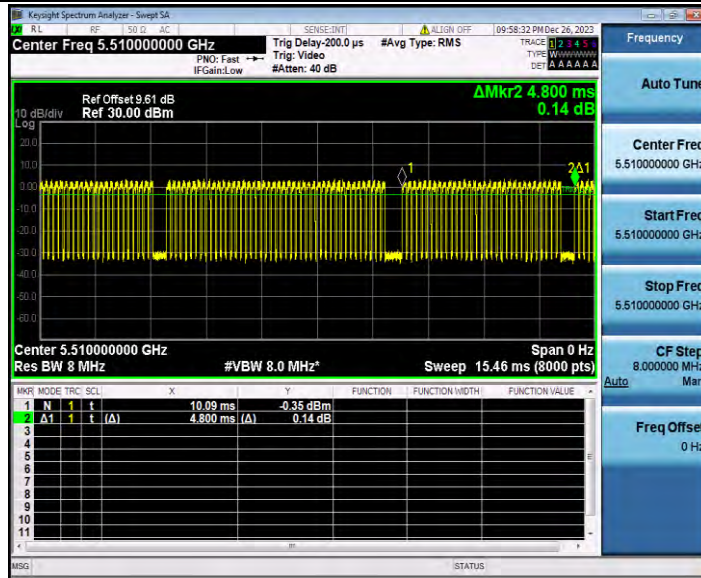 Keysight Spectrum Analyzer - Swept SA
RL RF 50 Ω AC SENSE:INT ALIGN OFF 09:58:32 PM Dec 26, 2023
Center Freq 5.510000000 GHz
PNO: Fast
IFGain:Low
Trig Delay-200.0 µs
Trig: Video
#Atten: 40 dB
#Avg Type: RMS
TRACE 1 2 3 4 5 6
TYPE WWWWWW
DET A A A A A A
Ref Offset 9.61 dB
10 dB/div Ref 30.00 dBm
Log
ΔMkr2 4.800 ms
0.14 dB
20.0
10.0
0.00
-10.0
-20.0
-30.0
-40.0
-50.0
-60.0
1
2Δ1
Center 5.510000000 GHz Span 0 Hz
Res BW 8 MHz #VBW 8.0 MHz* Sweep 15.46 ms (8000 pts)
MKR MODE TRC SCL X Y FUNCTION FUNCTION WIDTH FUNCTION VALUE
1 N 1 t 10.09 ms -0.35 dBm
2 Δ1 1 t (Δ) 4.800 ms (Δ) 0.14 dB
3
4
5
6
7
8
9
10
11
MSG STATUS
Frequency
Auto Tune
Center Freq
5.510000000 GHz
Start Freq
5.510000000 GHz
Stop Freq
5.510000000 GHz
CF Step
8.000000 MHz
Auto Man
Freq Offset
0 Hz